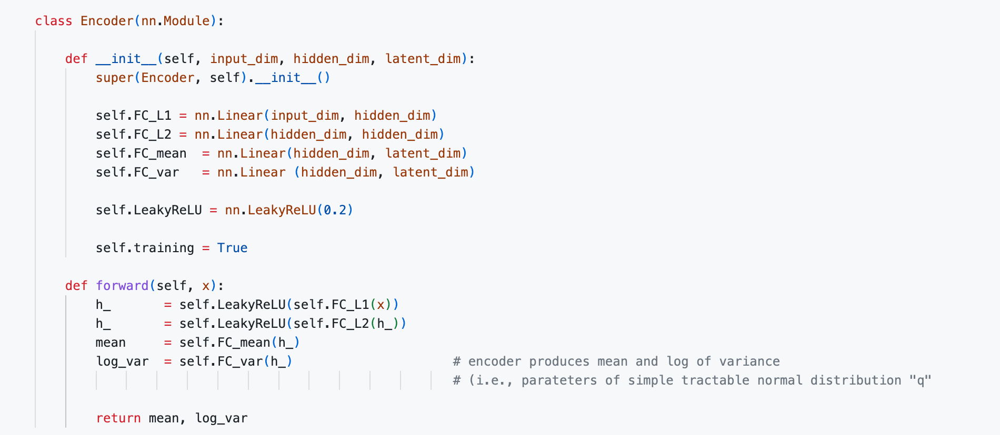 class Encoder(nn.Module):
def __init__(self, input_dim, hidden_dim, latent_dim):
super(Encoder, self).__init__()
self.FC_L1 = nn.Linear(input_dim, hidden_dim)
self.FC_L2 = nn.Linear(hidden_dim, hidden_dim)
self.FC_mean  = nn.Linear(hidden_dim, latent_dim)
self.FC_var   = nn.Linear (hidden_dim, latent_dim)
self.LeakyReLU = nn.LeakyReLU(0.2)
self.training = True
def forward(self, x):
h_       = self.LeakyReLU(self.FC_L1(x))
h_       = self.LeakyReLU(self.FC_L2(h_))
mean     = self.FC_mean(h_)
log_var  = self.FC_var(h_)                     # encoder produces mean and log of variance
# (i.e., parateters of simple tractable normal distribution "q"
return mean, log_var